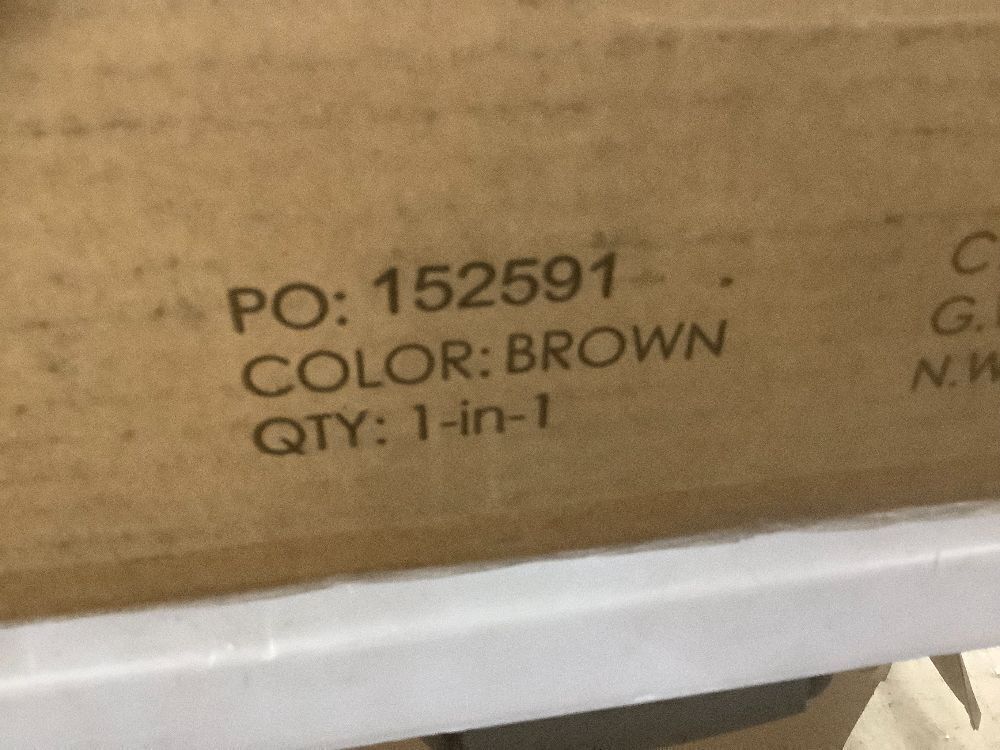 PO: 152591
COLOR: BROWN
QTY: 1-in-1
C
G.
N.W